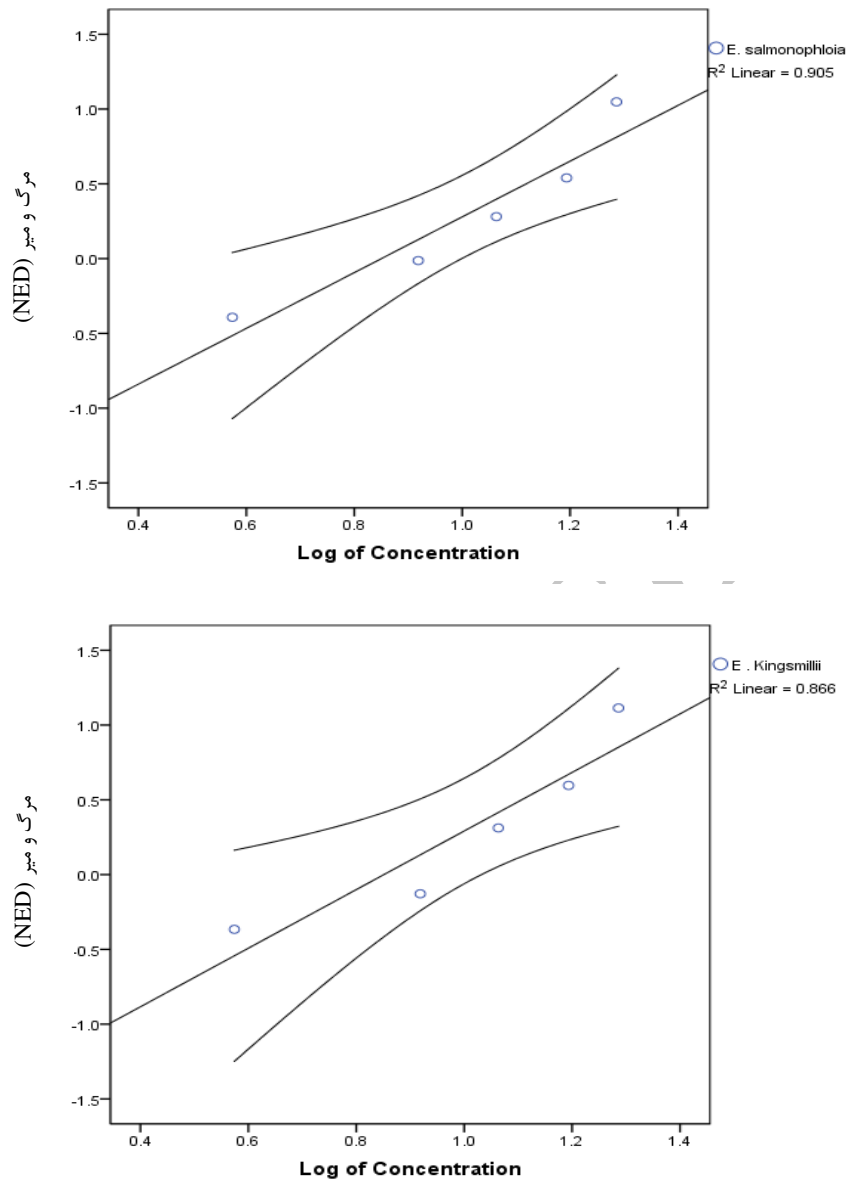 1.5
1.0
0.5
0.0
-0.5
-1.0
-1.5
مرگ و میر (NED)
0.4 0.6 0.8 1.0 1.2 1.4
Log of Concentration
E. salmonophloia
R² Linear = 0.905
1.5
1.0
0.5
0.0
-0.5
-1.0
-1.5
مرگ و میر (NED)
0.4 0.6 0.8 1.0 1.2 1.4
Log of Concentration
E . Kingsmillii
R² Linear = 0.866